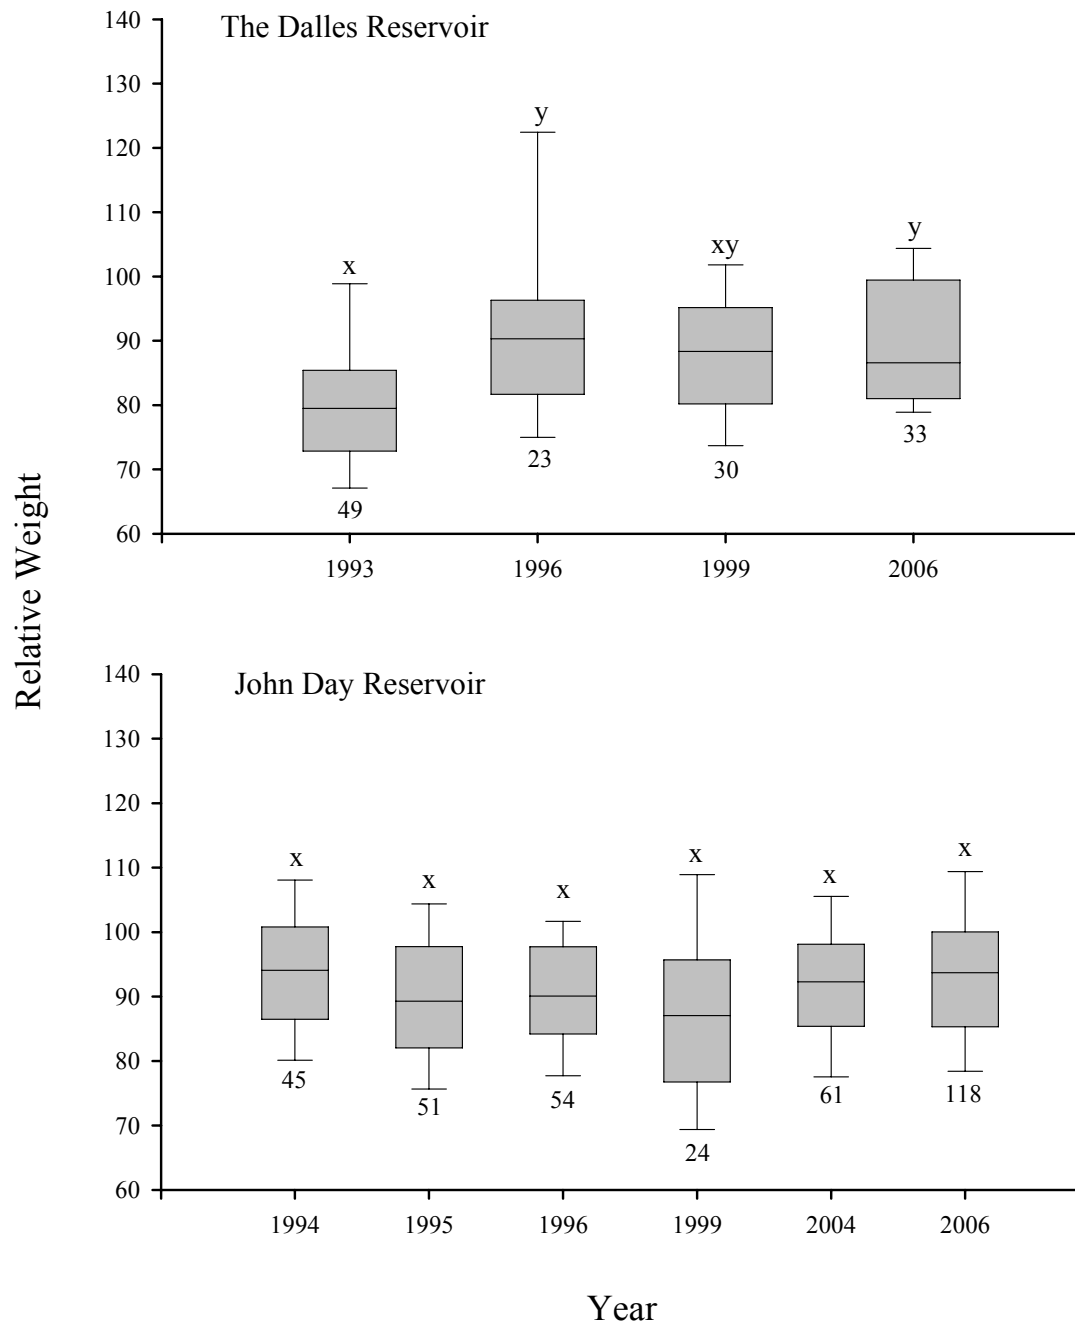 The Dalles Reservoir
140
130
120
110
100
90
80
70
60
x
y
xy
y
49
23
30
33
1993 1996 1999 2006
Relative Weight
John Day Reservoir
140
130
120
110
100
90
80
70
60
x
x
x
x
x
x
45
51
54
24
61
118
1994 1995 1996 1999 2004 2006
Year